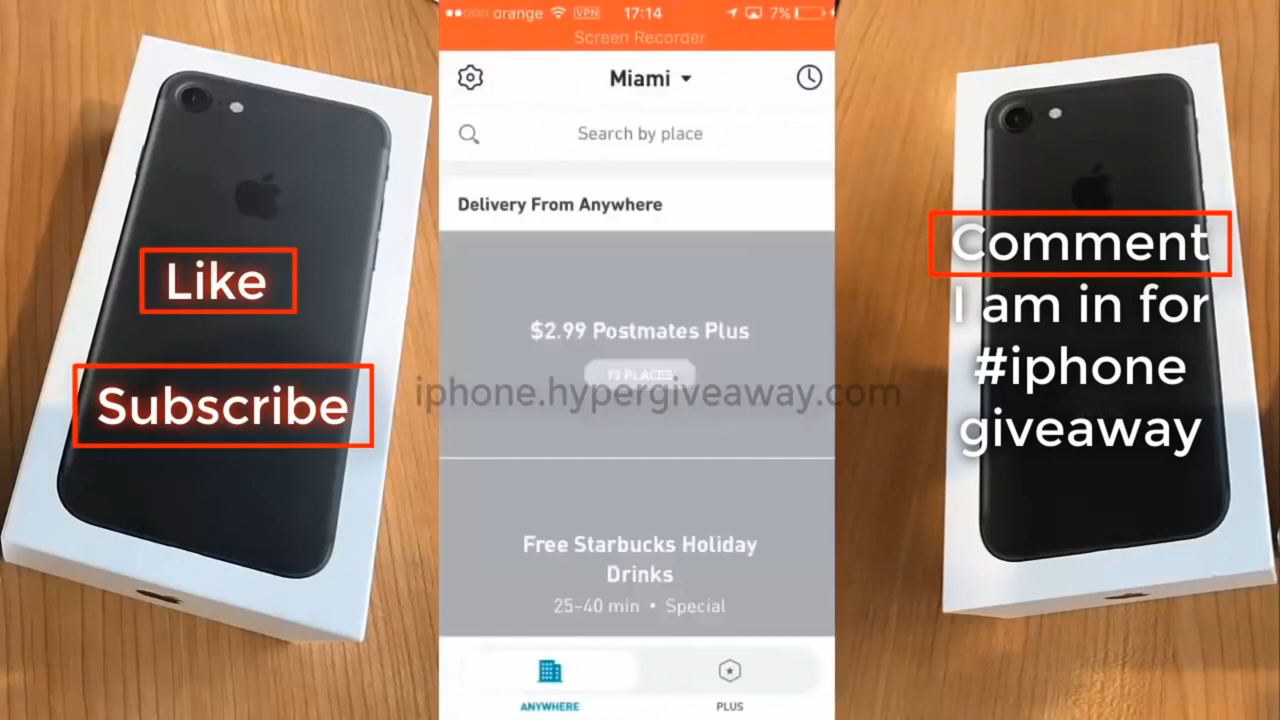 Like
Subscribe
orange VPN 17:14 7%
Screen Recorder
Miami
Search by place
Delivery From Anywhere
$2.99 Postmates Plus
PLACES
iphone.hypergiveaway.com
Free Starbucks Holiday
Drinks
25-40 min • Special
ANYWHERE
PLUS
Comment
I am in for
#iphone
giveaway